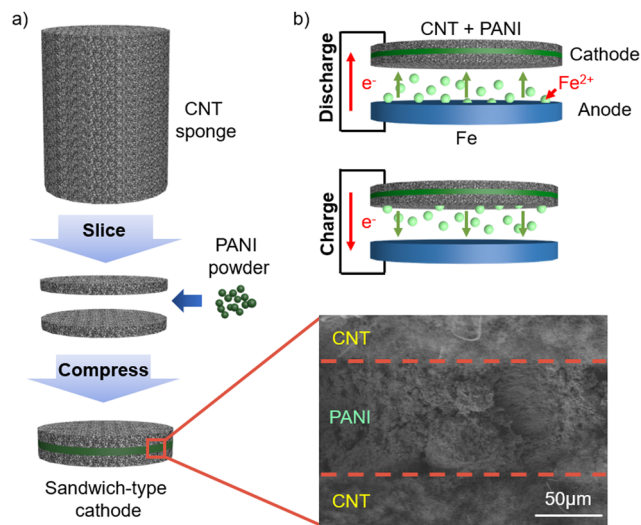 a)
CNT
sponge
Slice
PANI
powder
Compress
Sandwich-type
cathode
b)
CNT + PANI
Discharge
e-
Cathode
Fe2+
Anode
Fe
Charge
e-
CNT
PANI
CNT
50μm